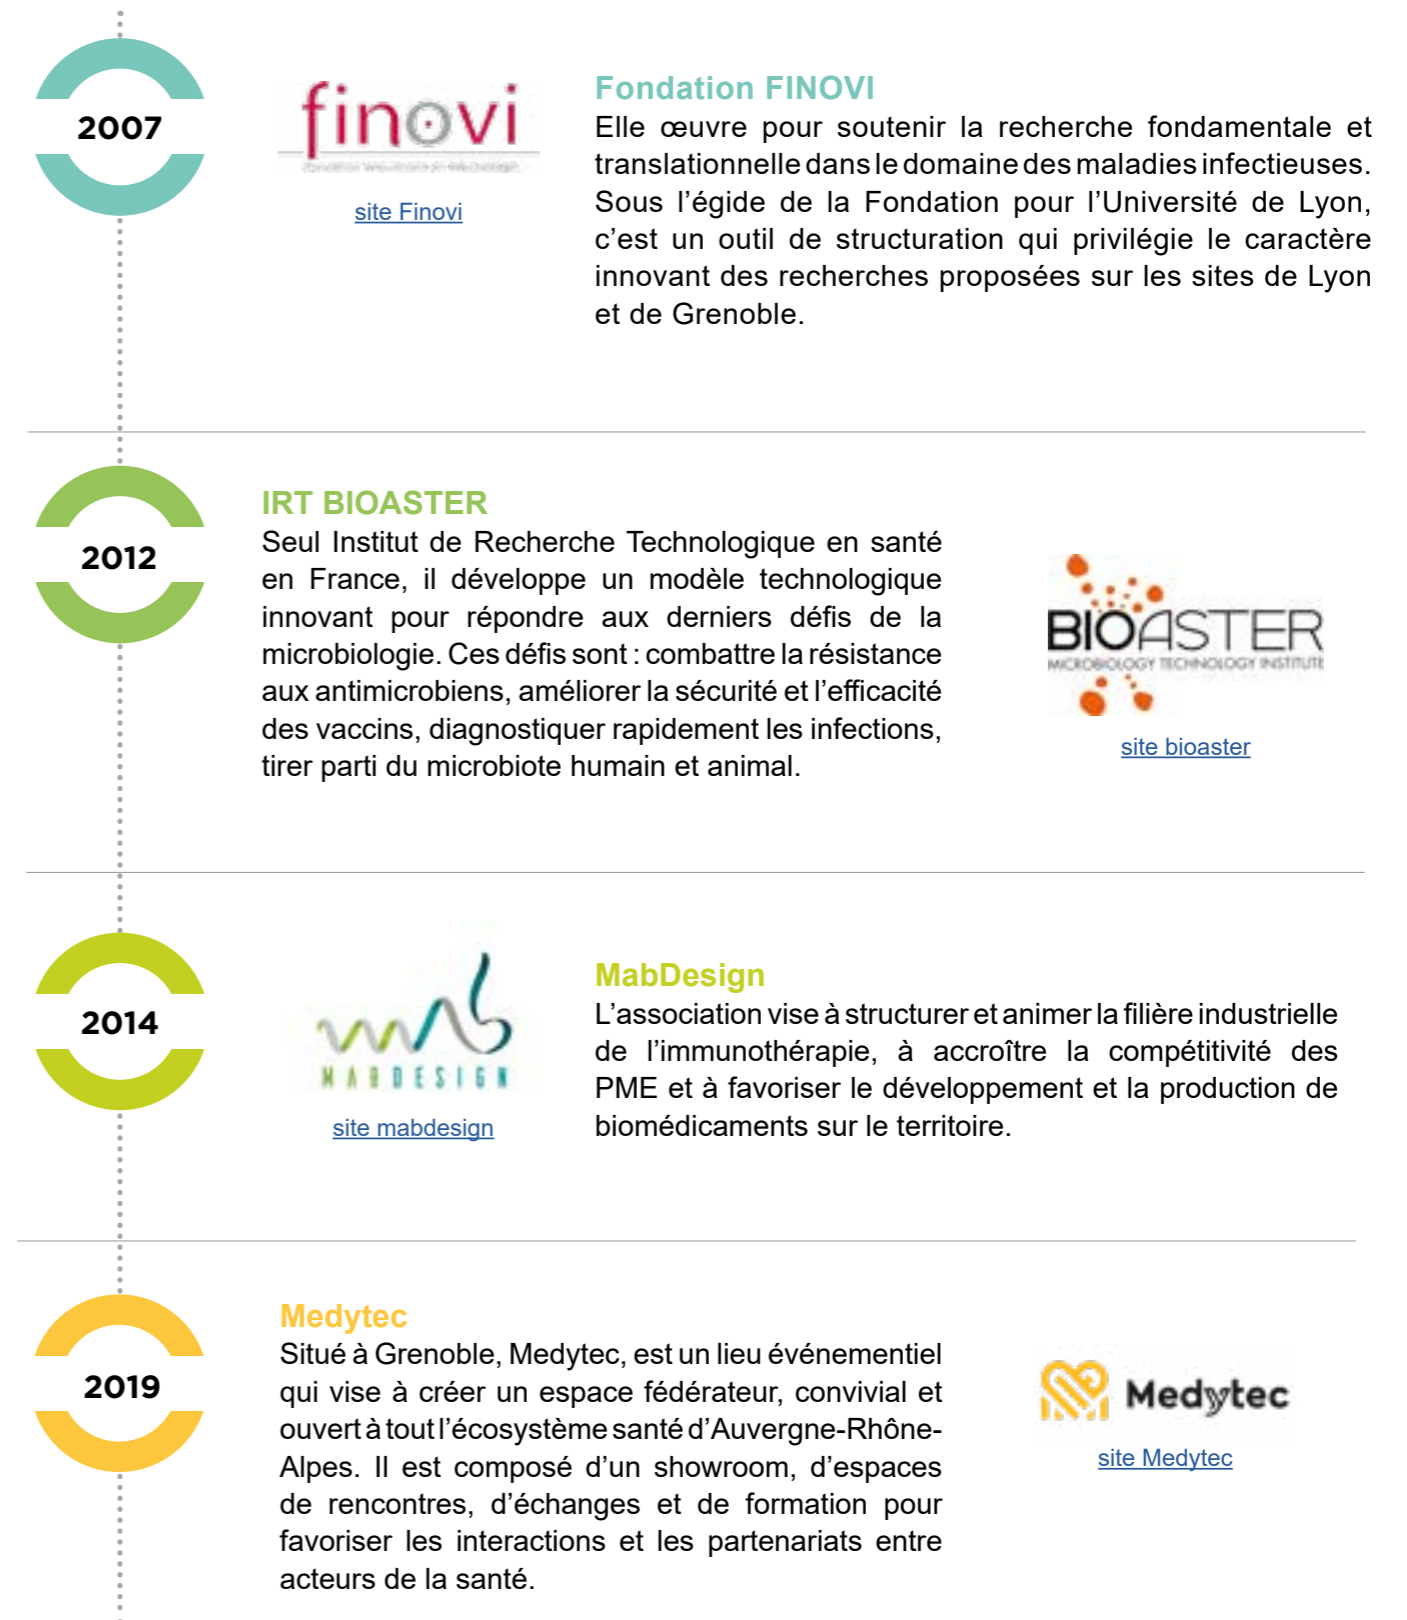 2007
finovi
site Finovi
Fondation FINOVI
Elle œuvre pour soutenir la recherche fondamentale et
translationnelle dans le domaine des maladies infectieuses.
Sous l’égide de la Fondation pour l’Université de Lyon,
c’est un outil de structuration qui privilégie le caractère
innovant des recherches proposées sur les sites de Lyon
et de Grenoble.
2012
IRT BIOASTER
Seul Institut de Recherche Technologique en santé
en France, il développe un modèle technologique
innovant pour répondre aux derniers défis de la
microbiologie. Ces défis sont : combattre la résistance
aux antimicrobiens, améliorer la sécurité et l’efficacité
des vaccins, diagnostiquer rapidement les infections,
tirer parti du microbiote humain et animal.
BIOASTER
MICROBIOLOGY TECHNOLOGY INSTITUTE
site bioaster
2014
mab
MABDESIGN
site mabdesign
MabDesign
L’association vise à structurer et animer la filière industrielle
de l’immunothérapie, à accroître la compétitivité des
PME et à favoriser le développement et la production de
biomédicaments sur le territoire.
2019
Medytec
Situé à Grenoble, Medytec, est un lieu événementiel
qui vise à créer un espace fédérateur, convivial et
ouvert à tout l’écosystème santé d’Auvergne-Rhône-
Alpes. Il est composé d’un showroom, d’espaces
de rencontres, d’échanges et de formation pour
favoriser les interactions et les partenariats entre
acteurs de la santé.
Medytec
site Medytec